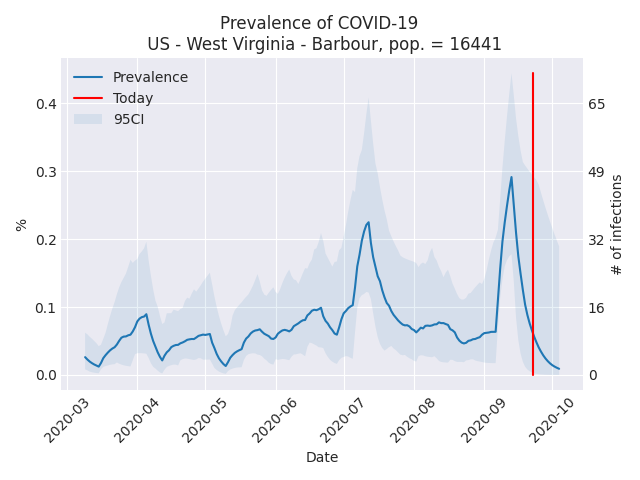 Prevalence of COVID-19
US - West Virginia - Barbour, pop. = 16441
Prevalence
Today
95CI
0.4
0.3
0.2
0.1
0.0
%
65
49
32
16
0
# of infections
2020-03
2020-04
2020-05
2020-06
2020-07
2020-08
2020-09
2020-10
Date